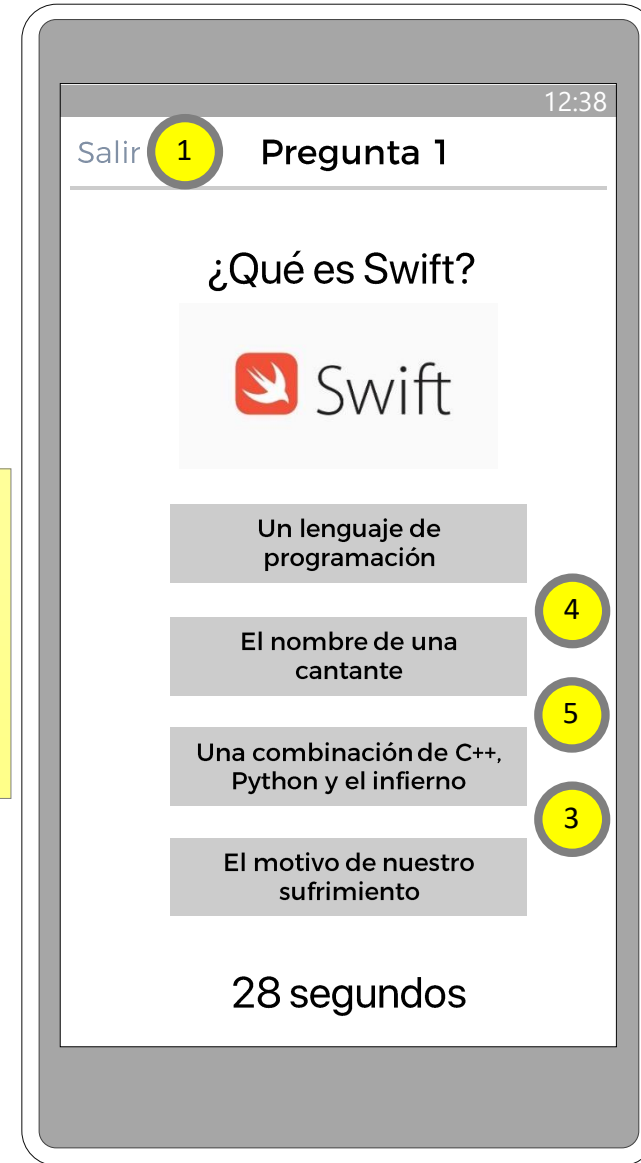 12:38
Salir 1 Pregunta 1
¿Qué es Swift?
Swift
Un lenguaje de
programación
4
El nombre de una
cantante
5
Una combinación de C++,
Python y el infierno
3
El motivo de nuestro
sufrimiento
28 segundos